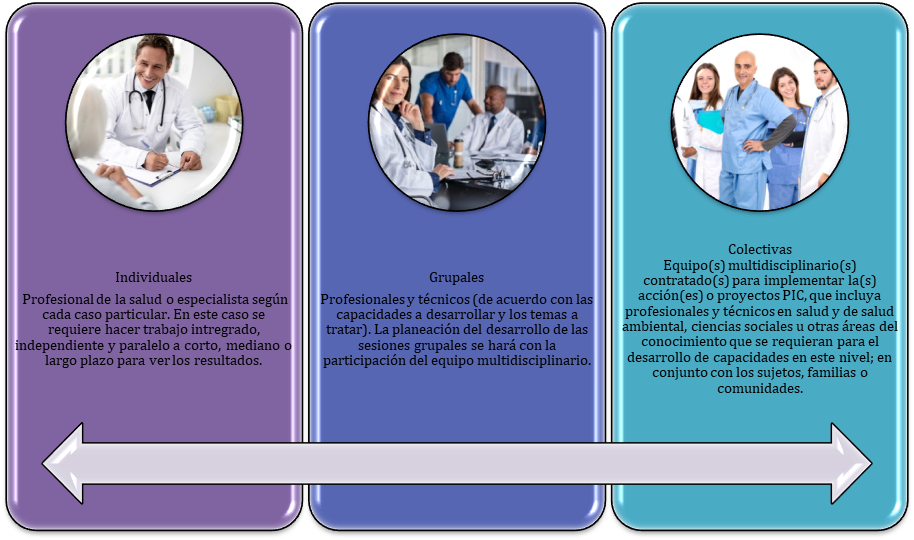 Individuales
Profesional de la salud o especialista según
cada caso particular. En este caso se
requiere hacer trabajo intregrado,
independiente y paralelo a corto, mediano o
largo plazo para ver los resultados.
Grupales
Profesionales y técnicos (de acuerdo con las
capacidades a desarrollar y los temas a
tratar). La planeación del desarrollo de las
sesiones grupales se hará con la
participación del equipo multidisciplinario.
Colectivas
Equipo(s) multidisciplinario(s)
contratado(s) para implementar la(s)
acción(es) o proyectos PIC, que incluya
profesionales y técnicos en salud y de salud
ambiental, ciencias sociales u otras áreas del
conocimiento que se requieran para el
desarrollo de capacidades en este nivel; en
conjunto con los sujetos, familias o
comunidades.